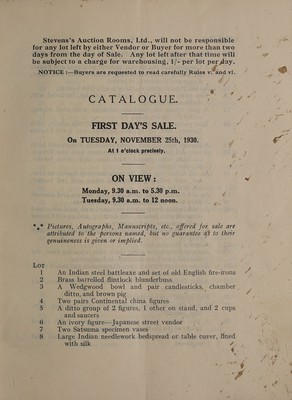 Stevens's Auction Rooms, Ltd., will not be responsible
for any lot left by either Vendor or Buyer for more than two
days from the day of Sale. Any lot left after that time will
be subject to a charge for warehousing, 1/- per lot per day.
NOTICE :—Buyers are requested to read carefully Rules v. and vi.
CATALOGUE.
FIRST DAY'S SALE.
On TUESDAY, NOVEMBER 25th, 1930.
At 1 o'clock precisely.
ON VIEW :
Monday, 9.30 a.m. to 5.30 p.m.
Tuesday, 9.30 a.m. to 12 noon.
*** Pictures, Autographs, Manuscripts, etc., offered for sale are
attributed to the persons named, but no guarantee as to their
genuineness is given or implied.
Lot
1 An Indian steel battleaxe and set of old English fire-irons
2 Brass barrelled flintlock blunderbuss
3 A Wedgwood bowl and pair candlesticks, chamber
ditto, and brown pig
4 Two pairs Continental china figures
5 A ditto group of 2 figures, 1 other on stand, and 2 cups
and saucers
6 An ivory figure—Japanese street vendor
7 Two Satsuma specimen vases
8 Large Indian needlework bedspread or table cover, lined
with silk